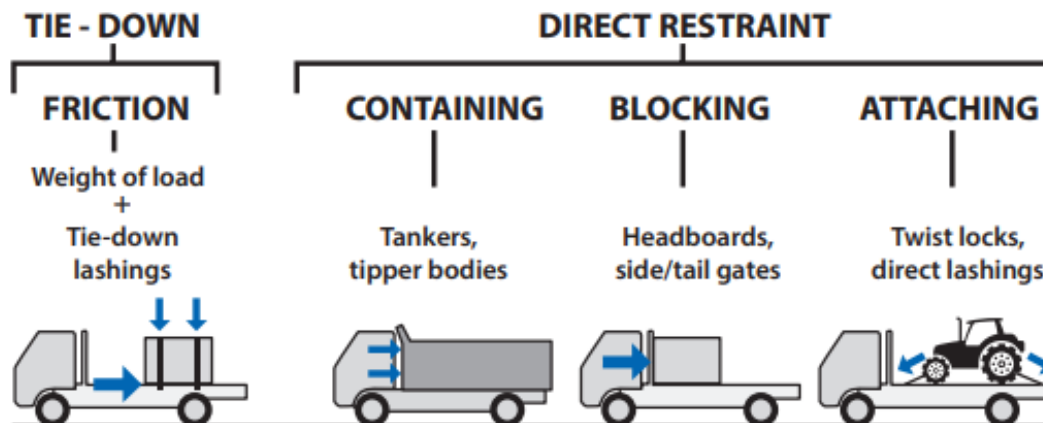 TIE - DOWN
DIRECT RESTRAINT
FRICTION
CONTAINING
BLOCKING
ATTACHING
Weight of load
+
Tie-down
lashings
Tankers,
tipper bodies
Headboards,
side/tail gates
Twist locks,
direct lashings